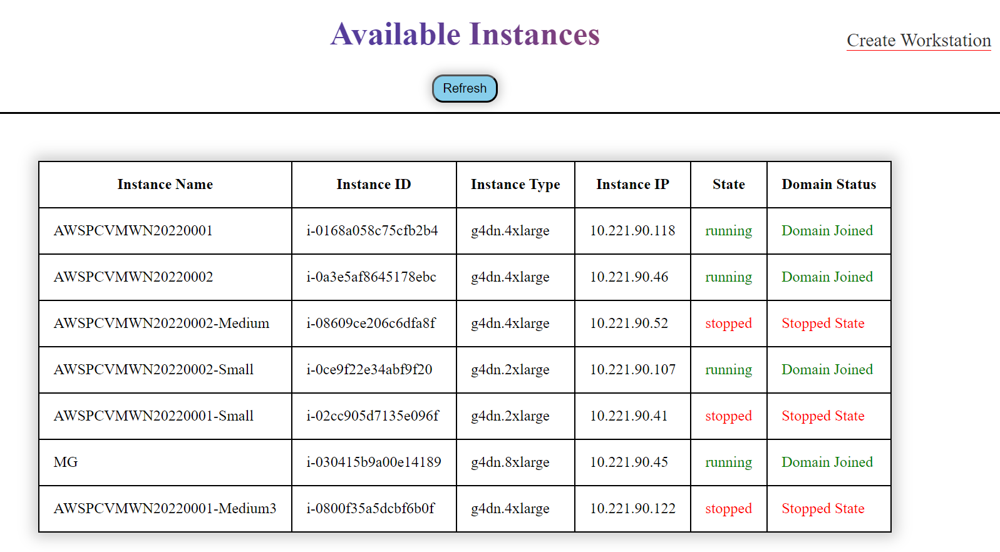 Available Instances
Create Workstation
Refresh
Instance Name Instance ID Instance Type Instance IP State Domain Status
AWSPCVMWN20220001 i-0168a058c75cfb2b4 g4dn.4xlarge 10.221.90.118 running Domain Joined
AWSPCVMWN20220002 i-0a3e5af8645178ebc g4dn.4xlarge 10.221.90.46 running Domain Joined
AWSPCVMWN20220002-Medium i-08609ce206c6dfa8f g4dn.4xlarge 10.221.90.52 stopped Stopped State
AWSPCVMWN20220002-Small i-0ce9f22e34abf9f20 g4dn.2xlarge 10.221.90.107 running Domain Joined
AWSPCVMWN20220001-Small i-02cc905d7135e096f g4dn.2xlarge 10.221.90.41 stopped Stopped State
MG i-030415b9a00e14189 g4dn.8xlarge 10.221.90.45 running Domain Joined
AWSPCVMWN20220001-Medium3 i-0800f35a5dcbf6b0f g4dn.4xlarge 10.221.90.122 stopped Stopped State